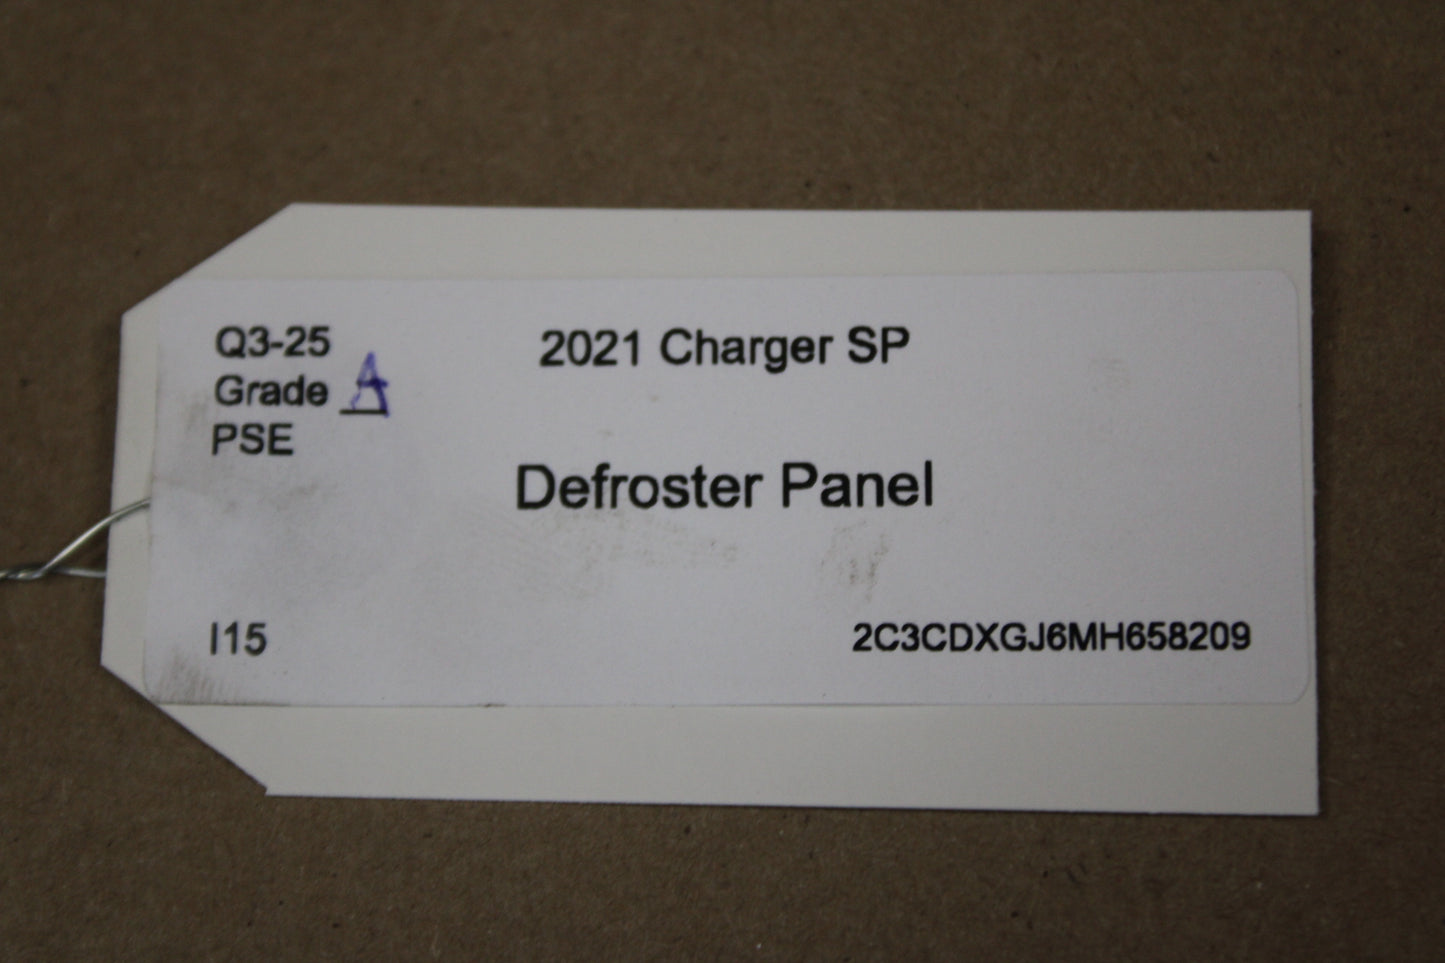 Q3-25
2021 Charger SP
Grade A
PSE
Defroster Panel
I15
2C3CDXGJ6MH658209